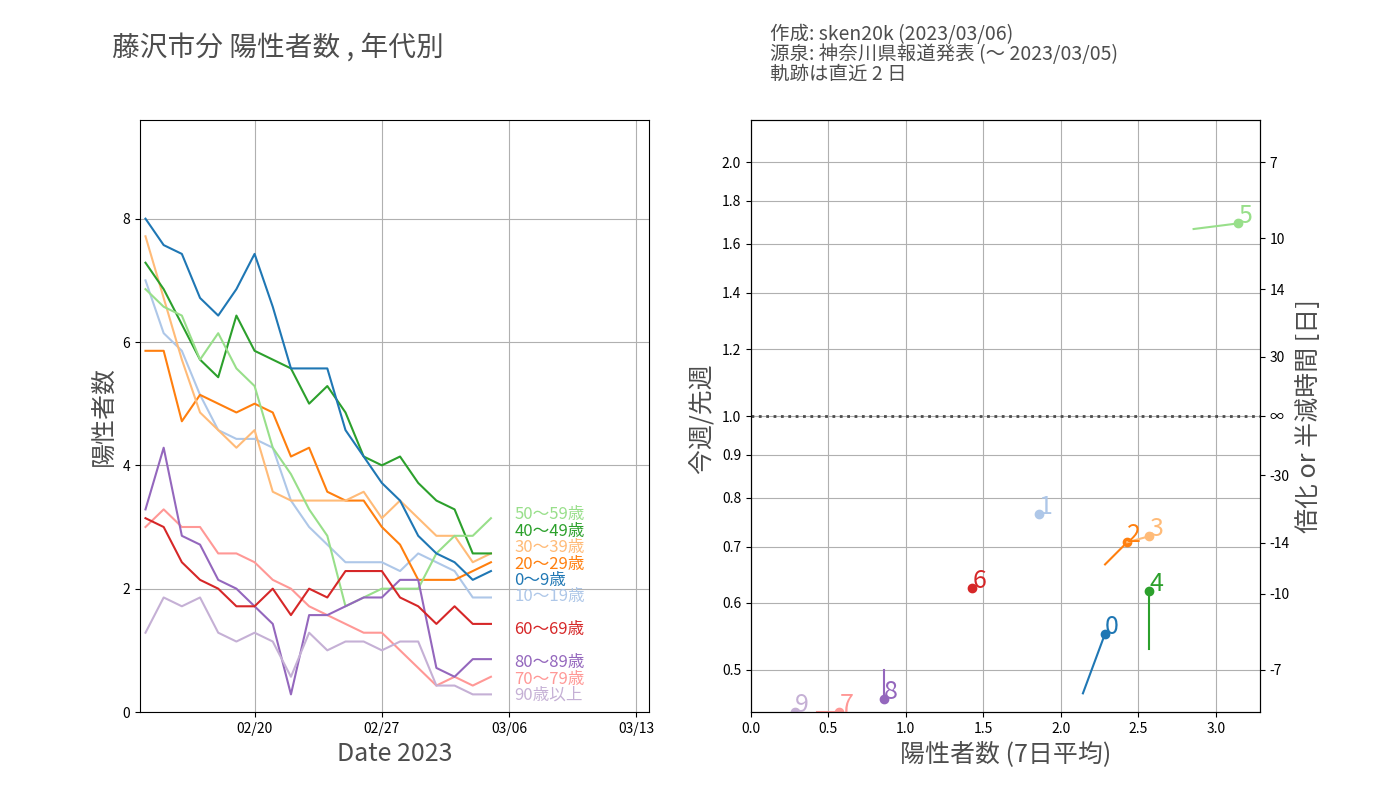 藤沢市分 陽性者数 , 年代別
作成: sken20k (2023/03/06)
源泉: 神奈川県報道発表 (〜 2023/03/05)
軌跡は直近 2 日
陽性者数
8
6
4
2
0
02/20
02/27
03/06
03/13
Date 2023
50〜59歳
40〜49歳
30〜39歳
20〜29歳
0〜9歳
10〜19歳
60〜69歳
80〜89歳
70〜79歳
90歳以上
今週/先週
2.0
1.8
1.6
1.4
1.2
1.0
0.9
0.8
0.7
0.6
0.5
0.0
0.5
1.0
1.5
2.0
2.5
3.0
陽性者数 (7日平均)
5
1
2
3
6
4
0
8
9
7
7
10
14
30
∞
-30
-14
-10
-7
倍化 or 半減時間 [日]